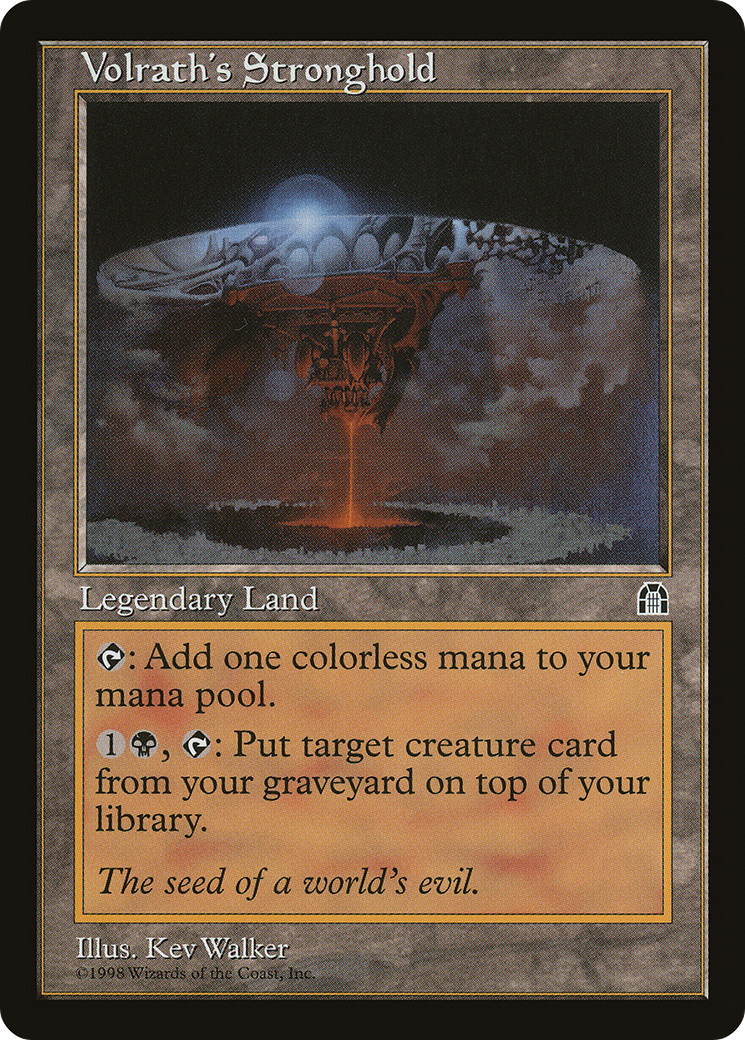 Volrath's Stronghold
Legendary Land
: Add one colorless mana to your
mana pool.
1 , : Put target creature card
from your graveyard on top of your
library.
The seed of a world's evil.
Illus. Kev Walker
©1998 Wizards of the Coast, Inc.